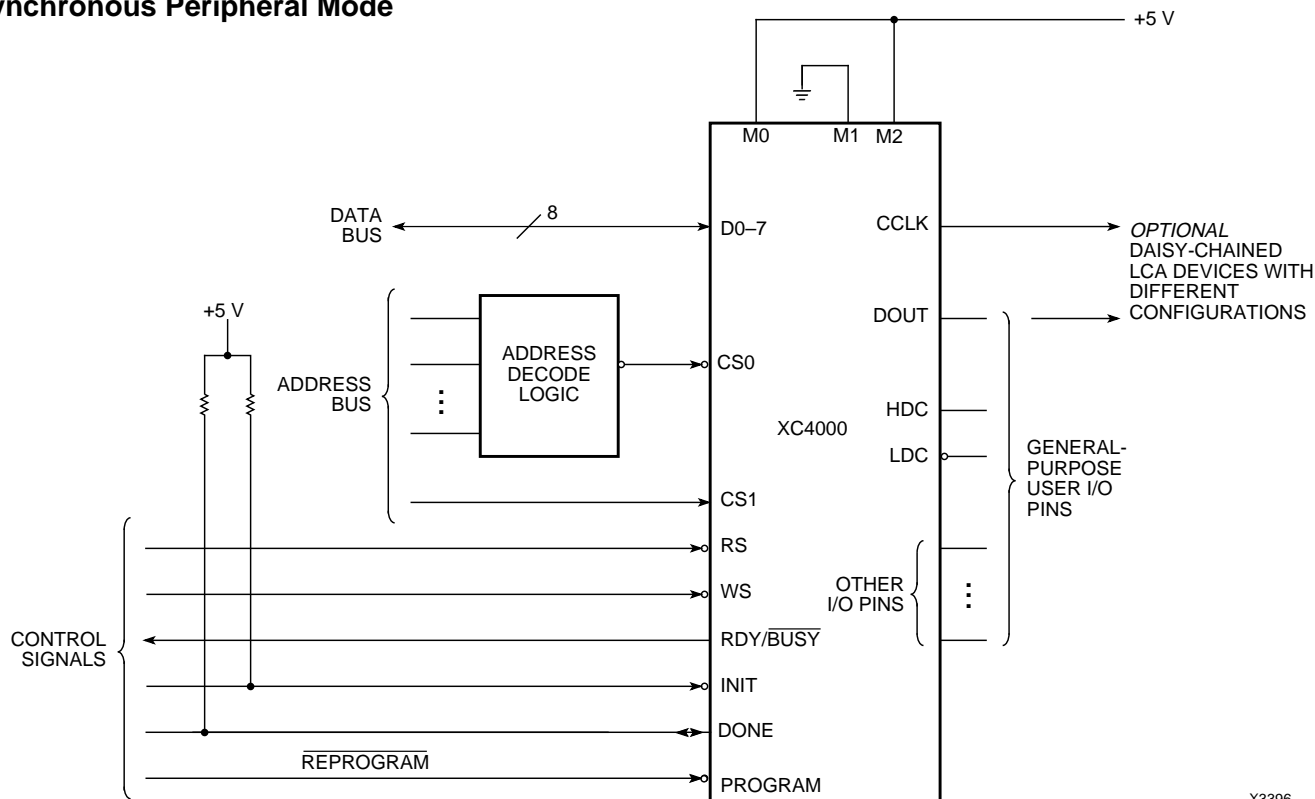 ynchronous Peripheral Mode
+5 V
M0
M1
M2
DATA
BUS
8
D0–7
CCLK
OPTIONAL
DAISY-CHAINED
LCA DEVICES WITH
DIFFERENT
CONFIGURATIONS
+5 V
DOUT
ADDRESS
BUS
ADDRESS
DECODE
LOGIC
CS0
HDC
XC4000
LDC
GENERAL-
PURPOSE
USER I/O
PINS
CS1
RS
WS
OTHER
I/O PINS
CONTROL
SIGNALS
RDY/BUSY
INIT
DONE
REPROGRAM
PROGRAM